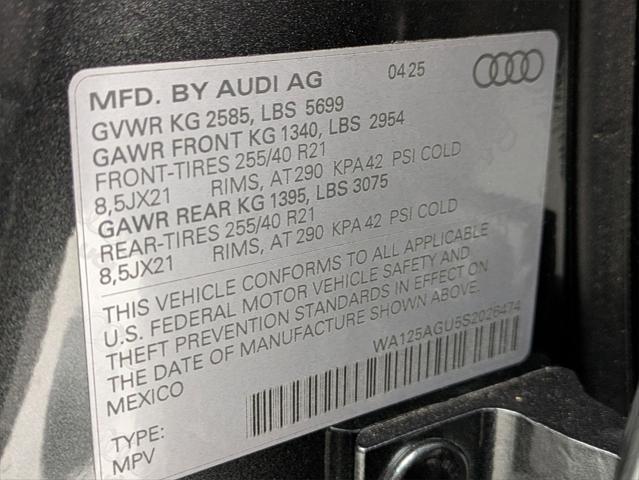 MFD. BY AUDI AG 04 25
GVWR KG 2585, LBS 5699
GAWR FRONT KG 1340, LBS 2954
FRONT-TIRES 255/40 R21
8,5JX21 RIMS, AT 290 KPA 42 PSI COLD
GAWR REAR KG 1395, LBS 3075
REAR-TIRES 255/40 R21
8,5JX21 RIMS, AT 290 KPA 42 PSI COLD
THIS VEHICLE CONFORMS TO ALL APPLICABLE
U.S. FEDERAL MOTOR VEHICLE SAFETY AND
THEFT PREVENTION STANDARDS IN EFFECT ON
THE DATE OF MANUFACTURE SHOWN ABOVE.
MEXICO WA125AGU5S2026474
TYPE:
MPV